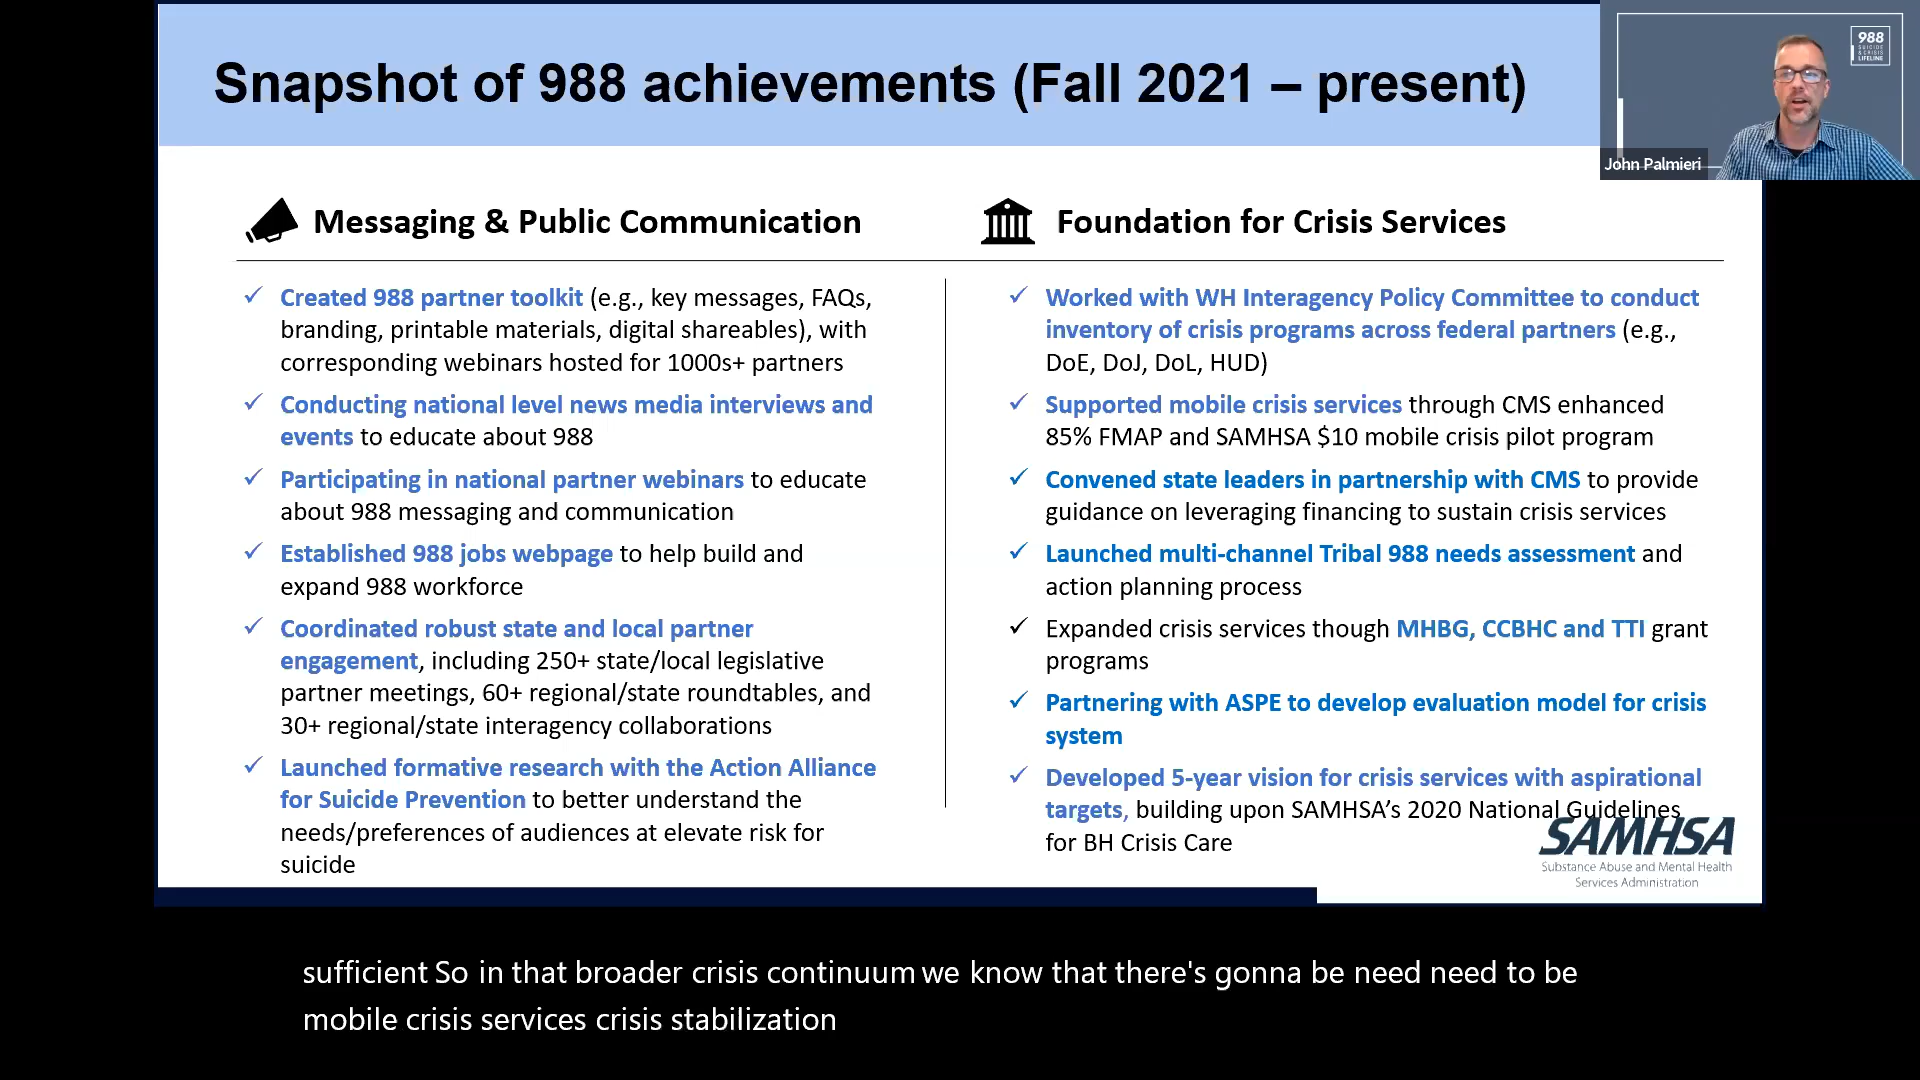 Snapshot of 988 achievements (Fall 2021 – present)
988
SUICIDE
& CRISIS
LIFELINE
John Palmieri
Messaging & Public Communication
✓ Created 988 partner toolkit (e.g., key messages, FAQs,
branding, printable materials, digital shareables), with
corresponding webinars hosted for 1000s+ partners
✓ Conducting national level news media interviews and
events to educate about 988
✓ Participating in national partner webinars to educate
about 988 messaging and communication
✓ Established 988 jobs webpage to help build and
expand 988 workforce
✓ Coordinated robust state and local partner
engagement, including 250+ state/local legislative
partner meetings, 60+ regional/state roundtables, and
30+ regional/state interagency collaborations
✓ Launched formative research with the Action Alliance
for Suicide Prevention to better understand the
needs/preferences of audiences at elevate risk for
suicide
Foundation for Crisis Services
✓ Worked with WH Interagency Policy Committee to conduct
inventory of crisis programs across federal partners (e.g.,
DoE, DoJ, DoL, HUD)
✓ Supported mobile crisis services through CMS enhanced
85% FMAP and SAMHSA $10 mobile crisis pilot program
✓ Convened state leaders in partnership with CMS to provide
guidance on leveraging financing to sustain crisis services
✓ Launched multi-channel Tribal 988 needs assessment and
action planning process
✓ Expanded crisis services though MHBG, CCBHC and TTI grant
programs
✓ Partnering with ASPE to develop evaluation model for crisis
system
✓ Developed 5-year vision for crisis services with aspirational
targets, building upon SAMHSA’s 2020 National Guidelines
for BH Crisis Care
SAMHSA
Substance Abuse and Mental Health
Services Administration
sufficient So in that broader crisis continuum we know that there's gonna be need need to be
mobile crisis services crisis stabilization